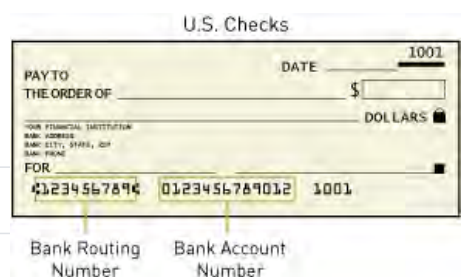 U.S. Checks
1001
DATE
PAY TO
THE ORDER OF $
DOLLARS
YOUR FINANCIAL INSTITUTION
BANK ADDRESS
BANK CITY, STATE, ZIP
BANK PHONE
FOR
⑆123456789⑆ 0123456789012 1001
Bank Routing Number
Bank Account Number